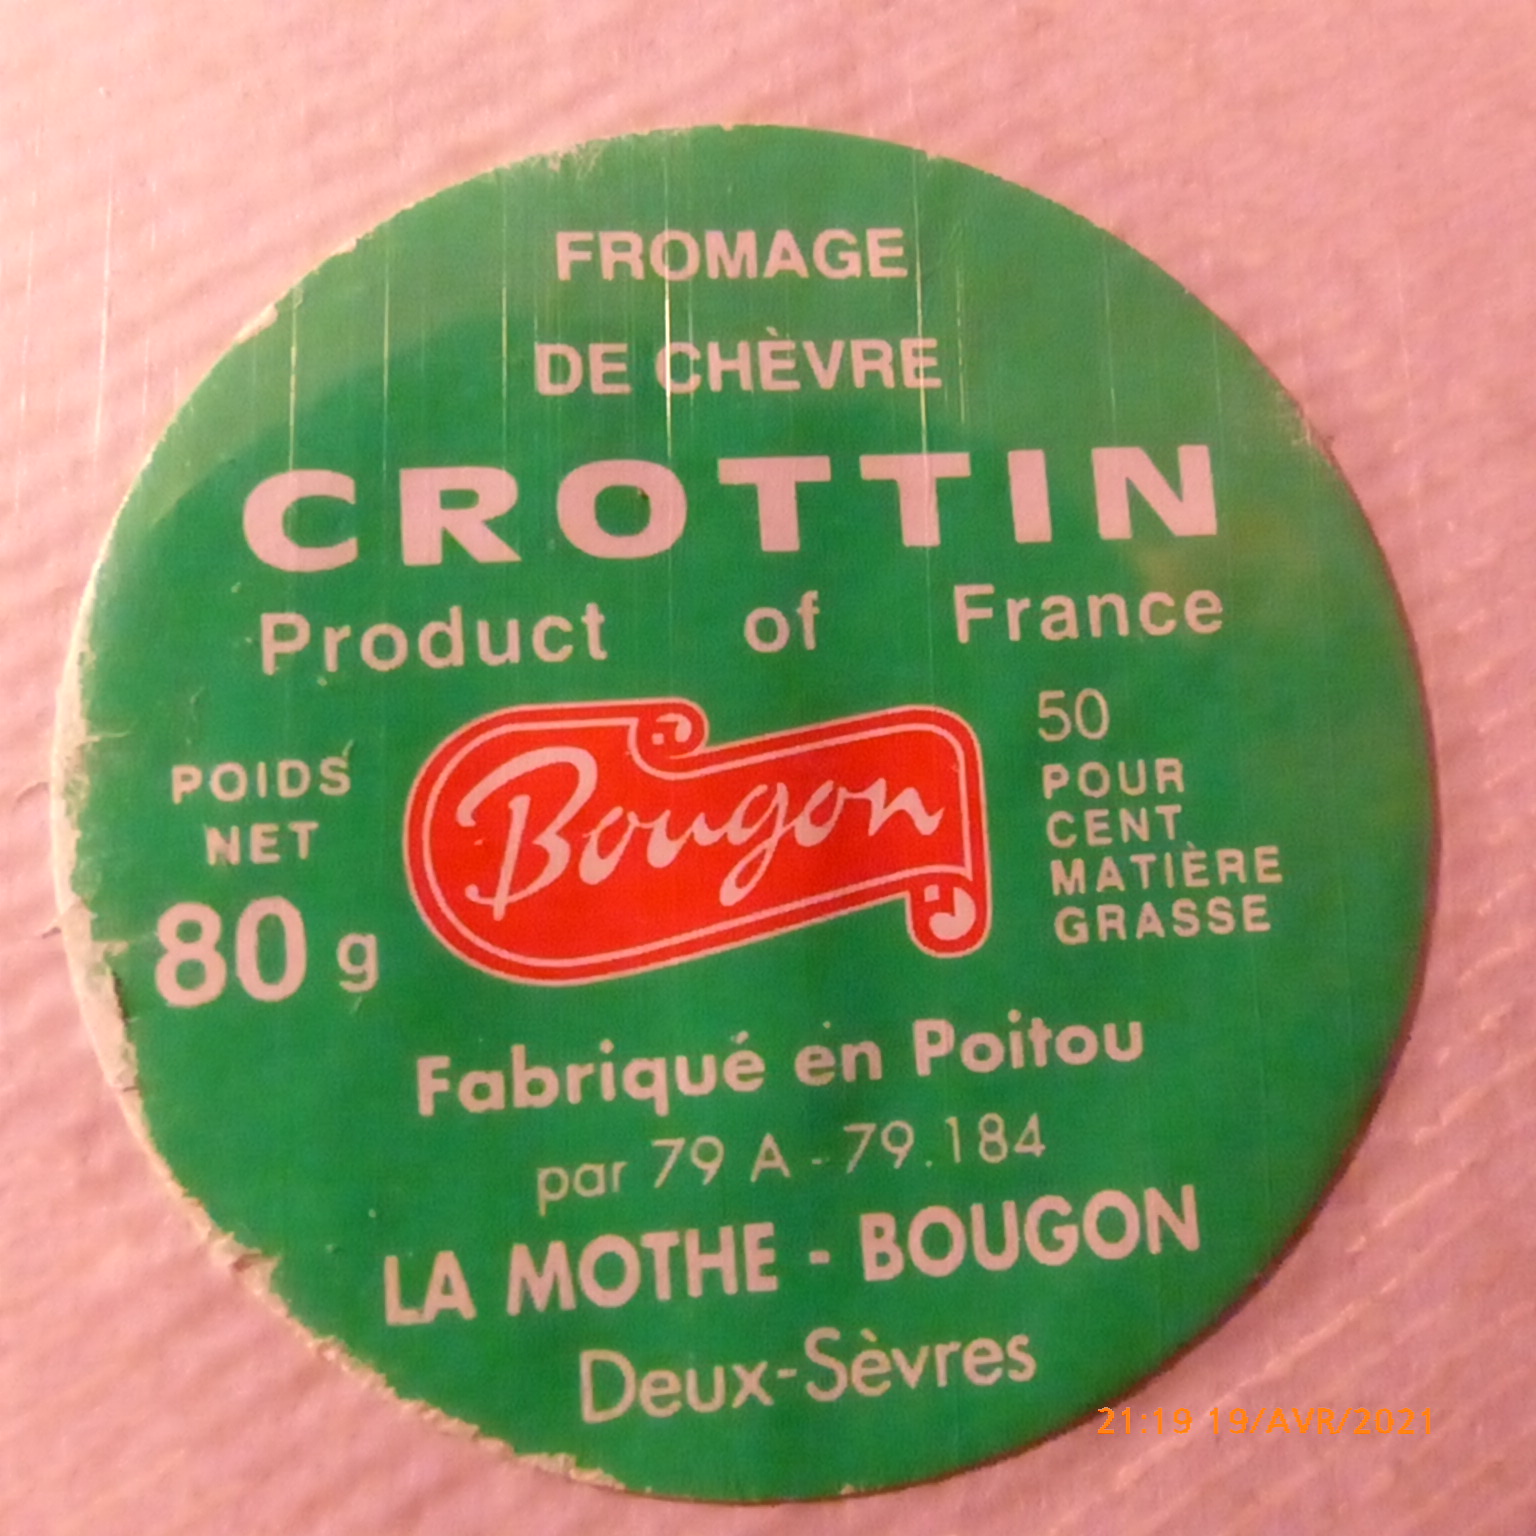 FROMAGE
DE CHÈVRE
CROTTIN
Product of France
POIDS
NET
80 g
Bougon
50
POUR
CENT
MATIÈRE
GRASSE
Fabriqué en Poitou
par 79 A - 79.184
LA MOTHE - BOUGON
Deux-Sèvres
21:19 19/AVR/2021